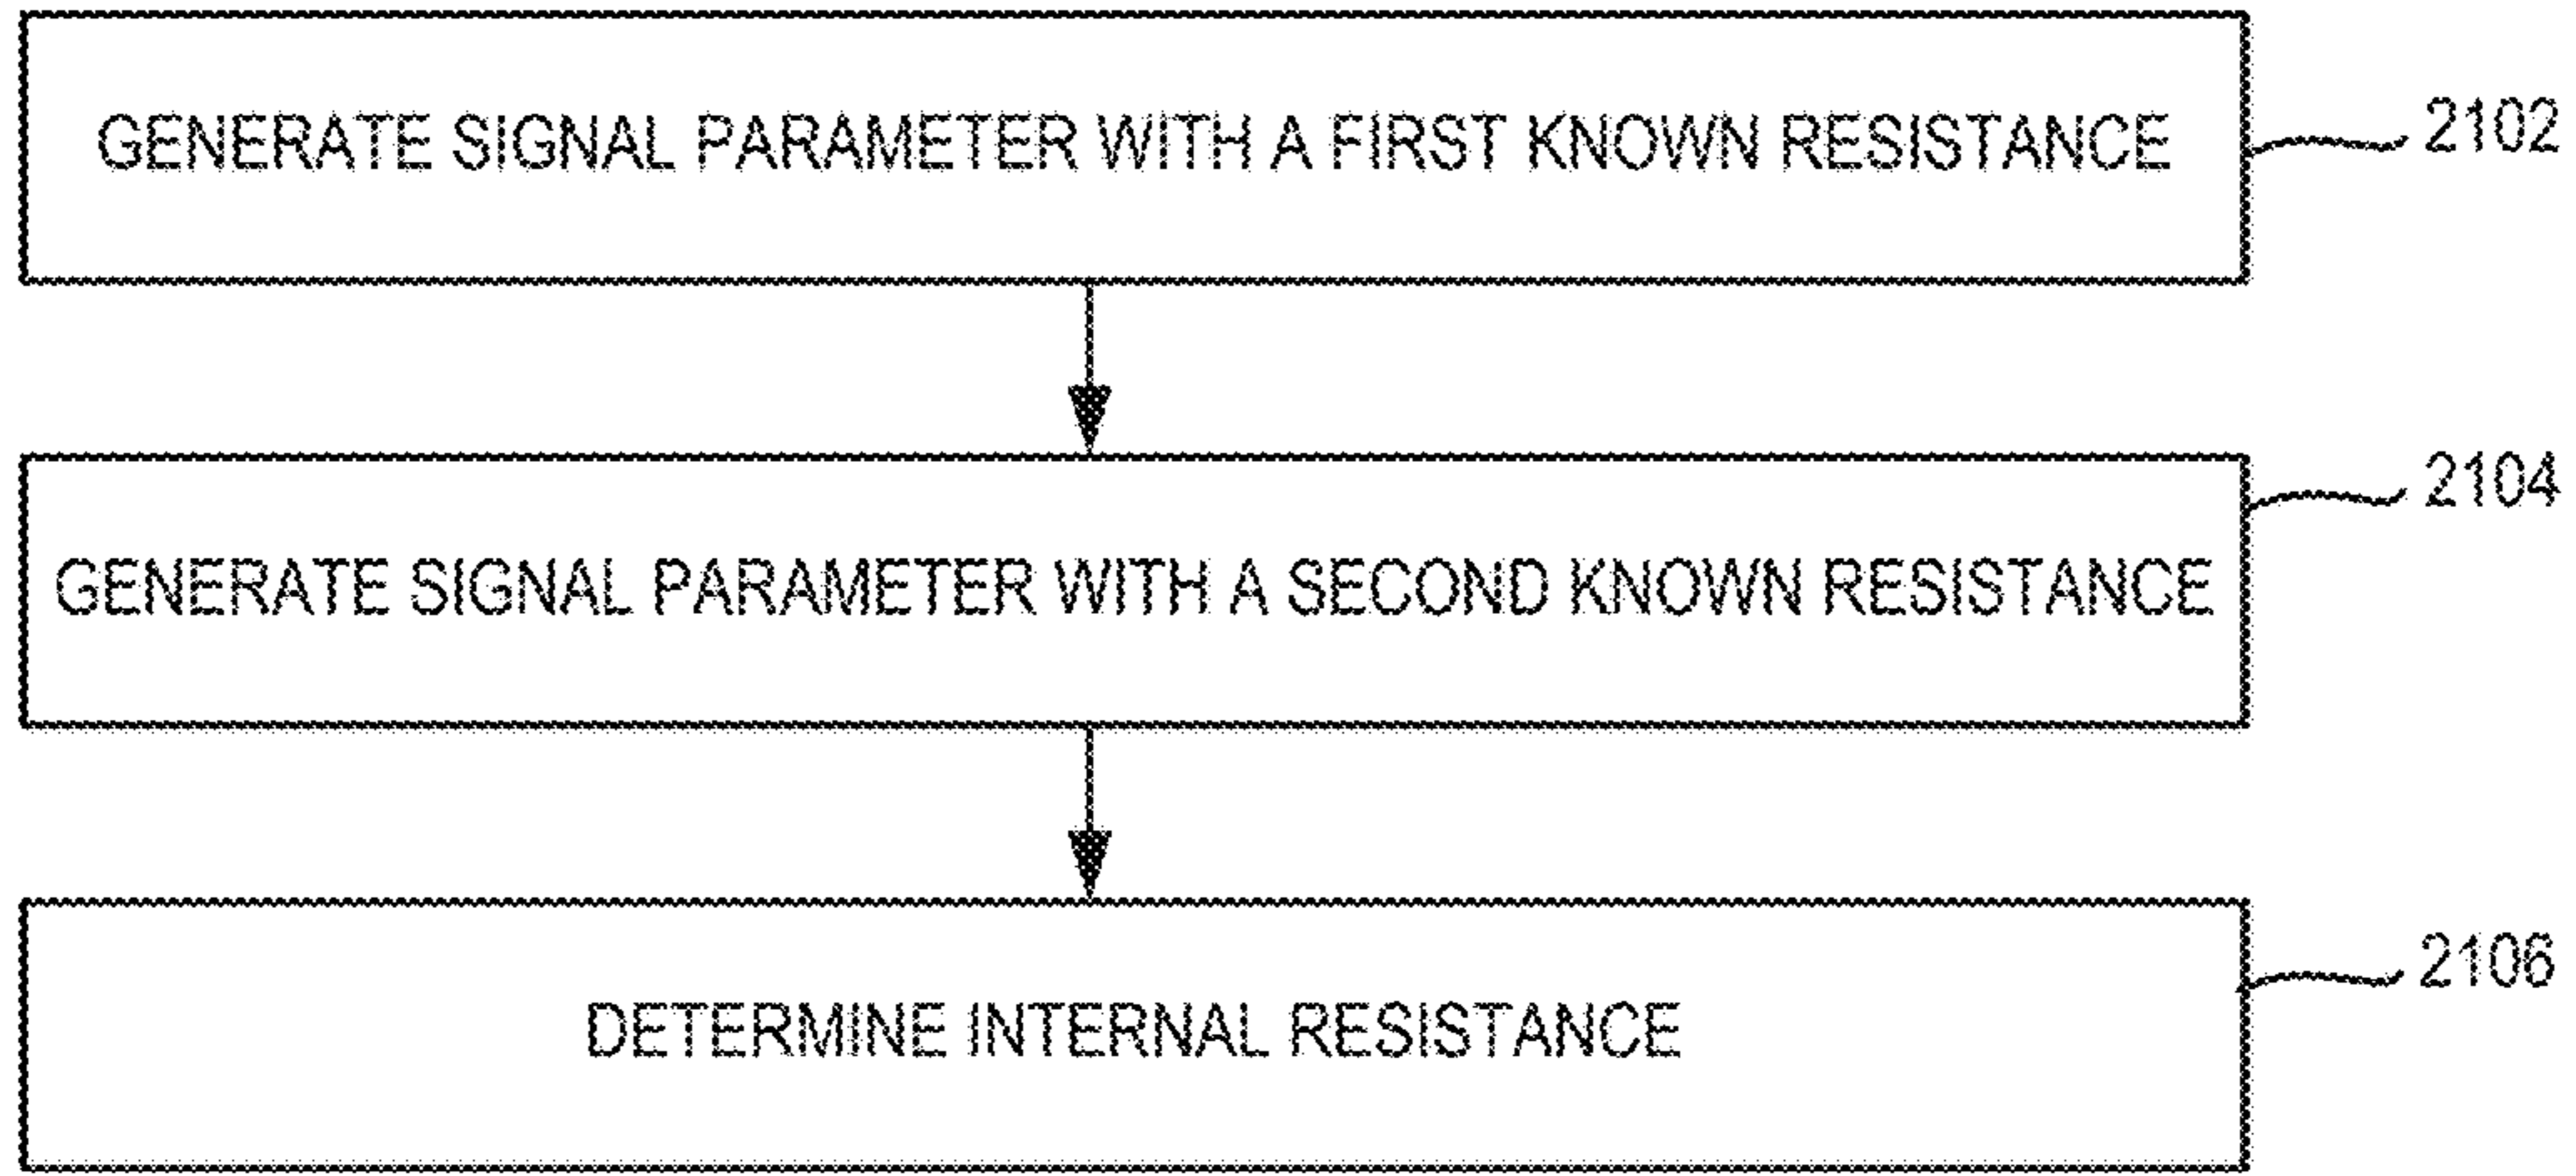 GENERATE SIGNAL PARAMETER WITH A FIRST KNOWN RESISTANCE
2102
GENERATE SIGNAL PARAMETER WITH A SECOND KNOWN RESISTANCE
2104
DETERMINE INTERNAL RESISTANCE
2106